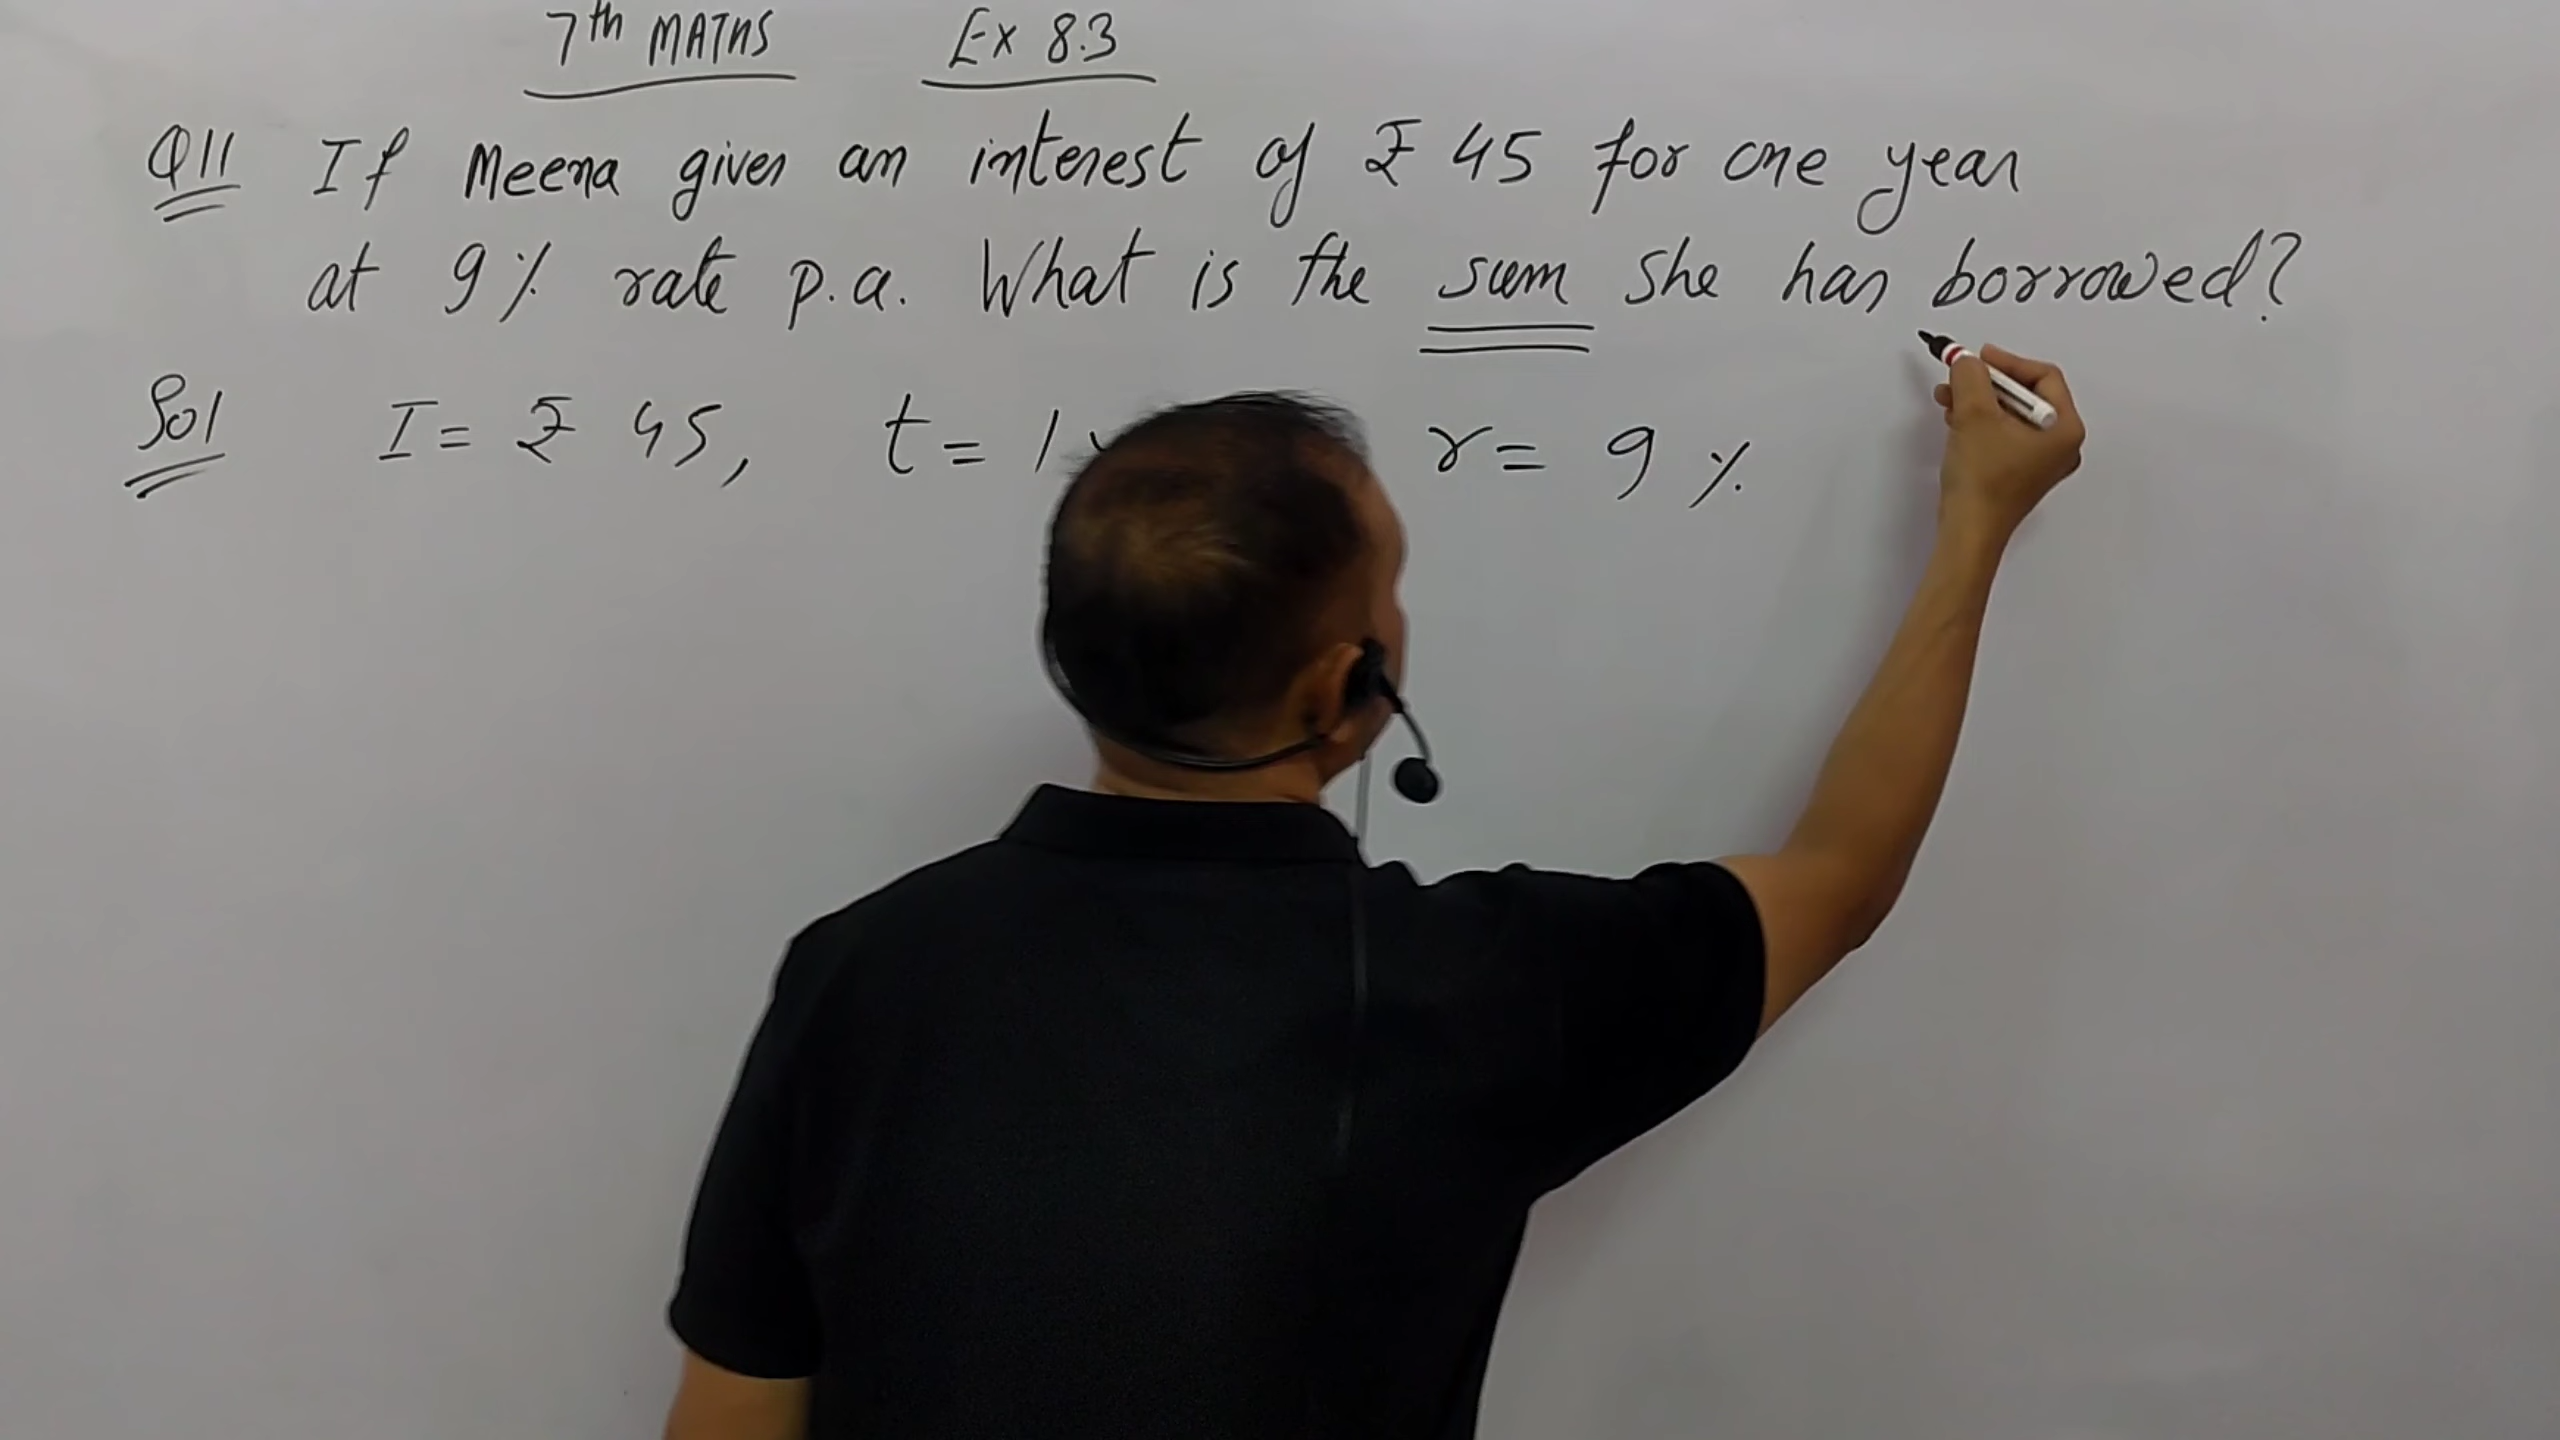 7th MATHS Ex 8.3
Q11 If Meena gives an interest of ₹ 45 for one year
at 9% rate p.a. What is the sum she has borrowed?
Sol I = ₹ 45, t = 1 r = 9 %